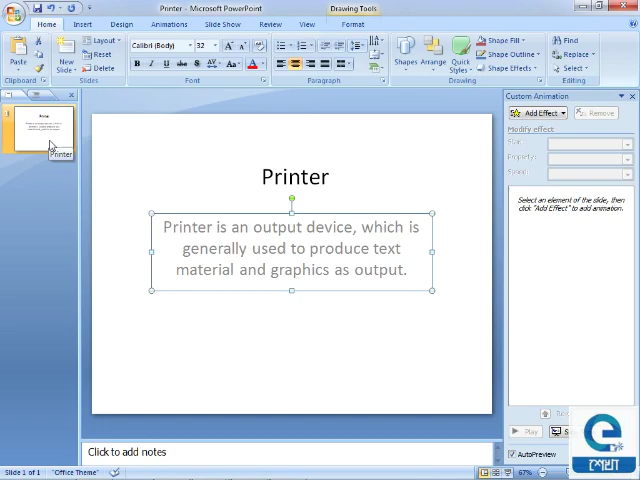 Printer - Microsoft PowerPoint
Drawing Tools
Home
Insert
Design
Animations
Slide Show
Review
View
Format
Paste
New
Slide
Layout
Reset
Delete
Calibri (Body)
32
Shapes
Arrange
Quick
Styles
Shape Fill
Shape Outline
Shape Effects
Find
Replace
Select
Clipboard
Slides
Font
Paragraph
Drawing
Editing
Printer
Printer
Printer is an output device, which is
generally used to produce text
material and graphics as output.
Custom Animation
Add Effect
Remove
Modify effect
Start:
Property:
Speed:
Select an element of the slide, then
click "Add Effect" to add animation.
Play
AutoPreview
শেখা
Click to add notes
Slide 1 of 1
"Office Theme"
67%